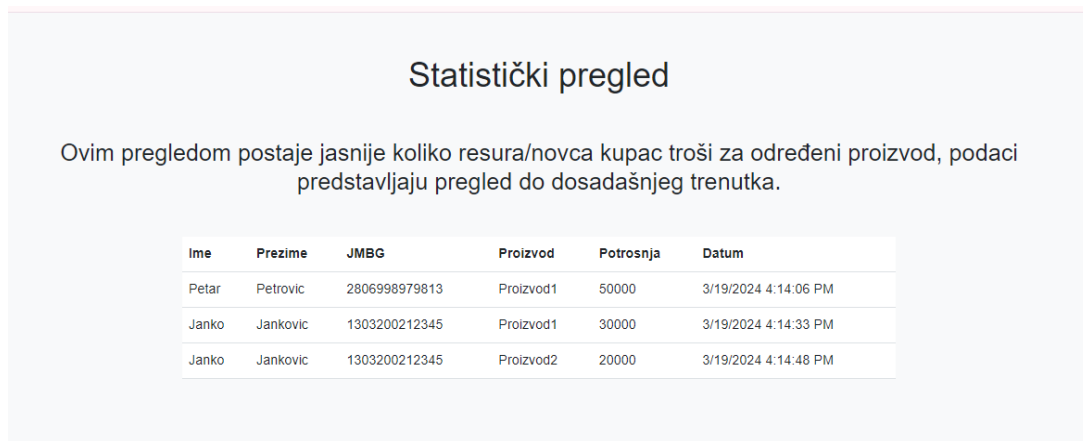 Statistički pregled
Ovim pregledom postaje jasnije koliko resura/novca kupac troši za određeni proizvod, podaci
predstavljaju pregled do dosadašnjeg trenutka.
Ime Prezime JMBG Proizvod Potrosnja Datum
Petar Petrovic 2806998979813 Proizvod1 50000 3/19/2024 4:14:06 PM
Janko Jankovic 1303200212345 Proizvod1 30000 3/19/2024 4:14:33 PM
Janko Jankovic 1303200212345 Proizvod2 20000 3/19/2024 4:14:48 PM